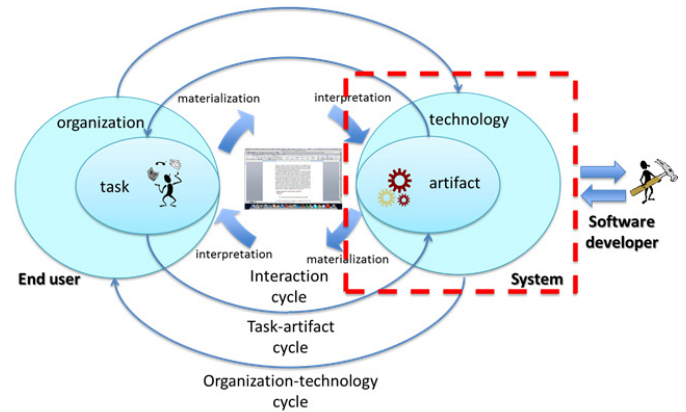 materialization
interpretation
organization
technology
task
artifact
Software
developer
interpretation
materialization
End user
Interaction
cycle
System
Task-artifact
cycle
Organization-technology
cycle